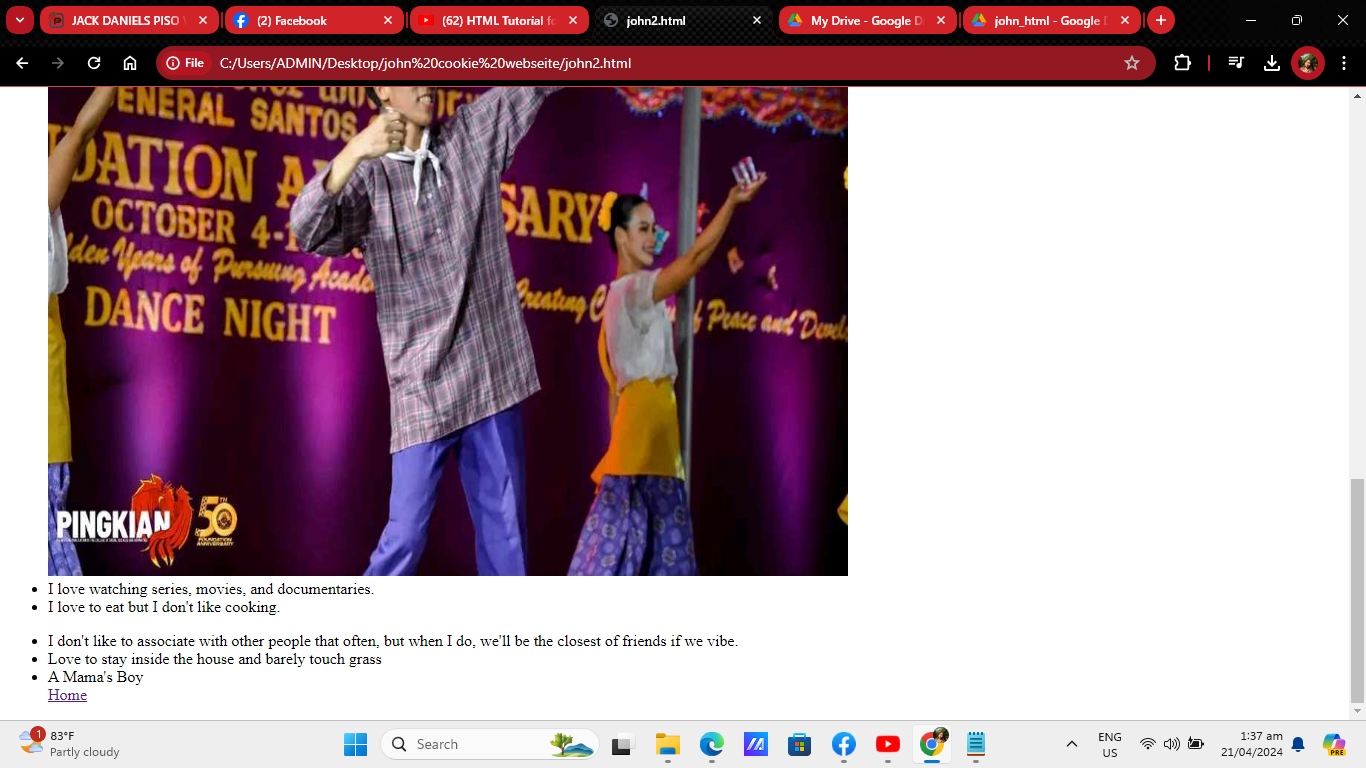 JACK DANIELS PISO
(2) Facebook
(62) HTML Tutorial fo
john2.html
My Drive - Google D
john_html - Google D
File
C:/Users/ADMIN/Desktop/john%20cookie%20webseite/john2.html
ENERAL SANTOS
DATION A SARY
OCTOBER 4-1
lden Years of Pursuing Acade Creating C of Peace and Devel
DANCE NIGHT
PINGKIAN
50TH
FOUNDATION
ANNIVERSARY
I love watching series, movies, and documentaries.
I love to eat but I don't like cooking.
I don't like to associate with other people that often, but when I do, we'll be the closest of friends if we vibe.
Love to stay inside the house and barely touch grass
A Mama's Boy
Home
1
83°F
Partly cloudy
Search
PRE
ENG
US
1:37 am
21/04/2024